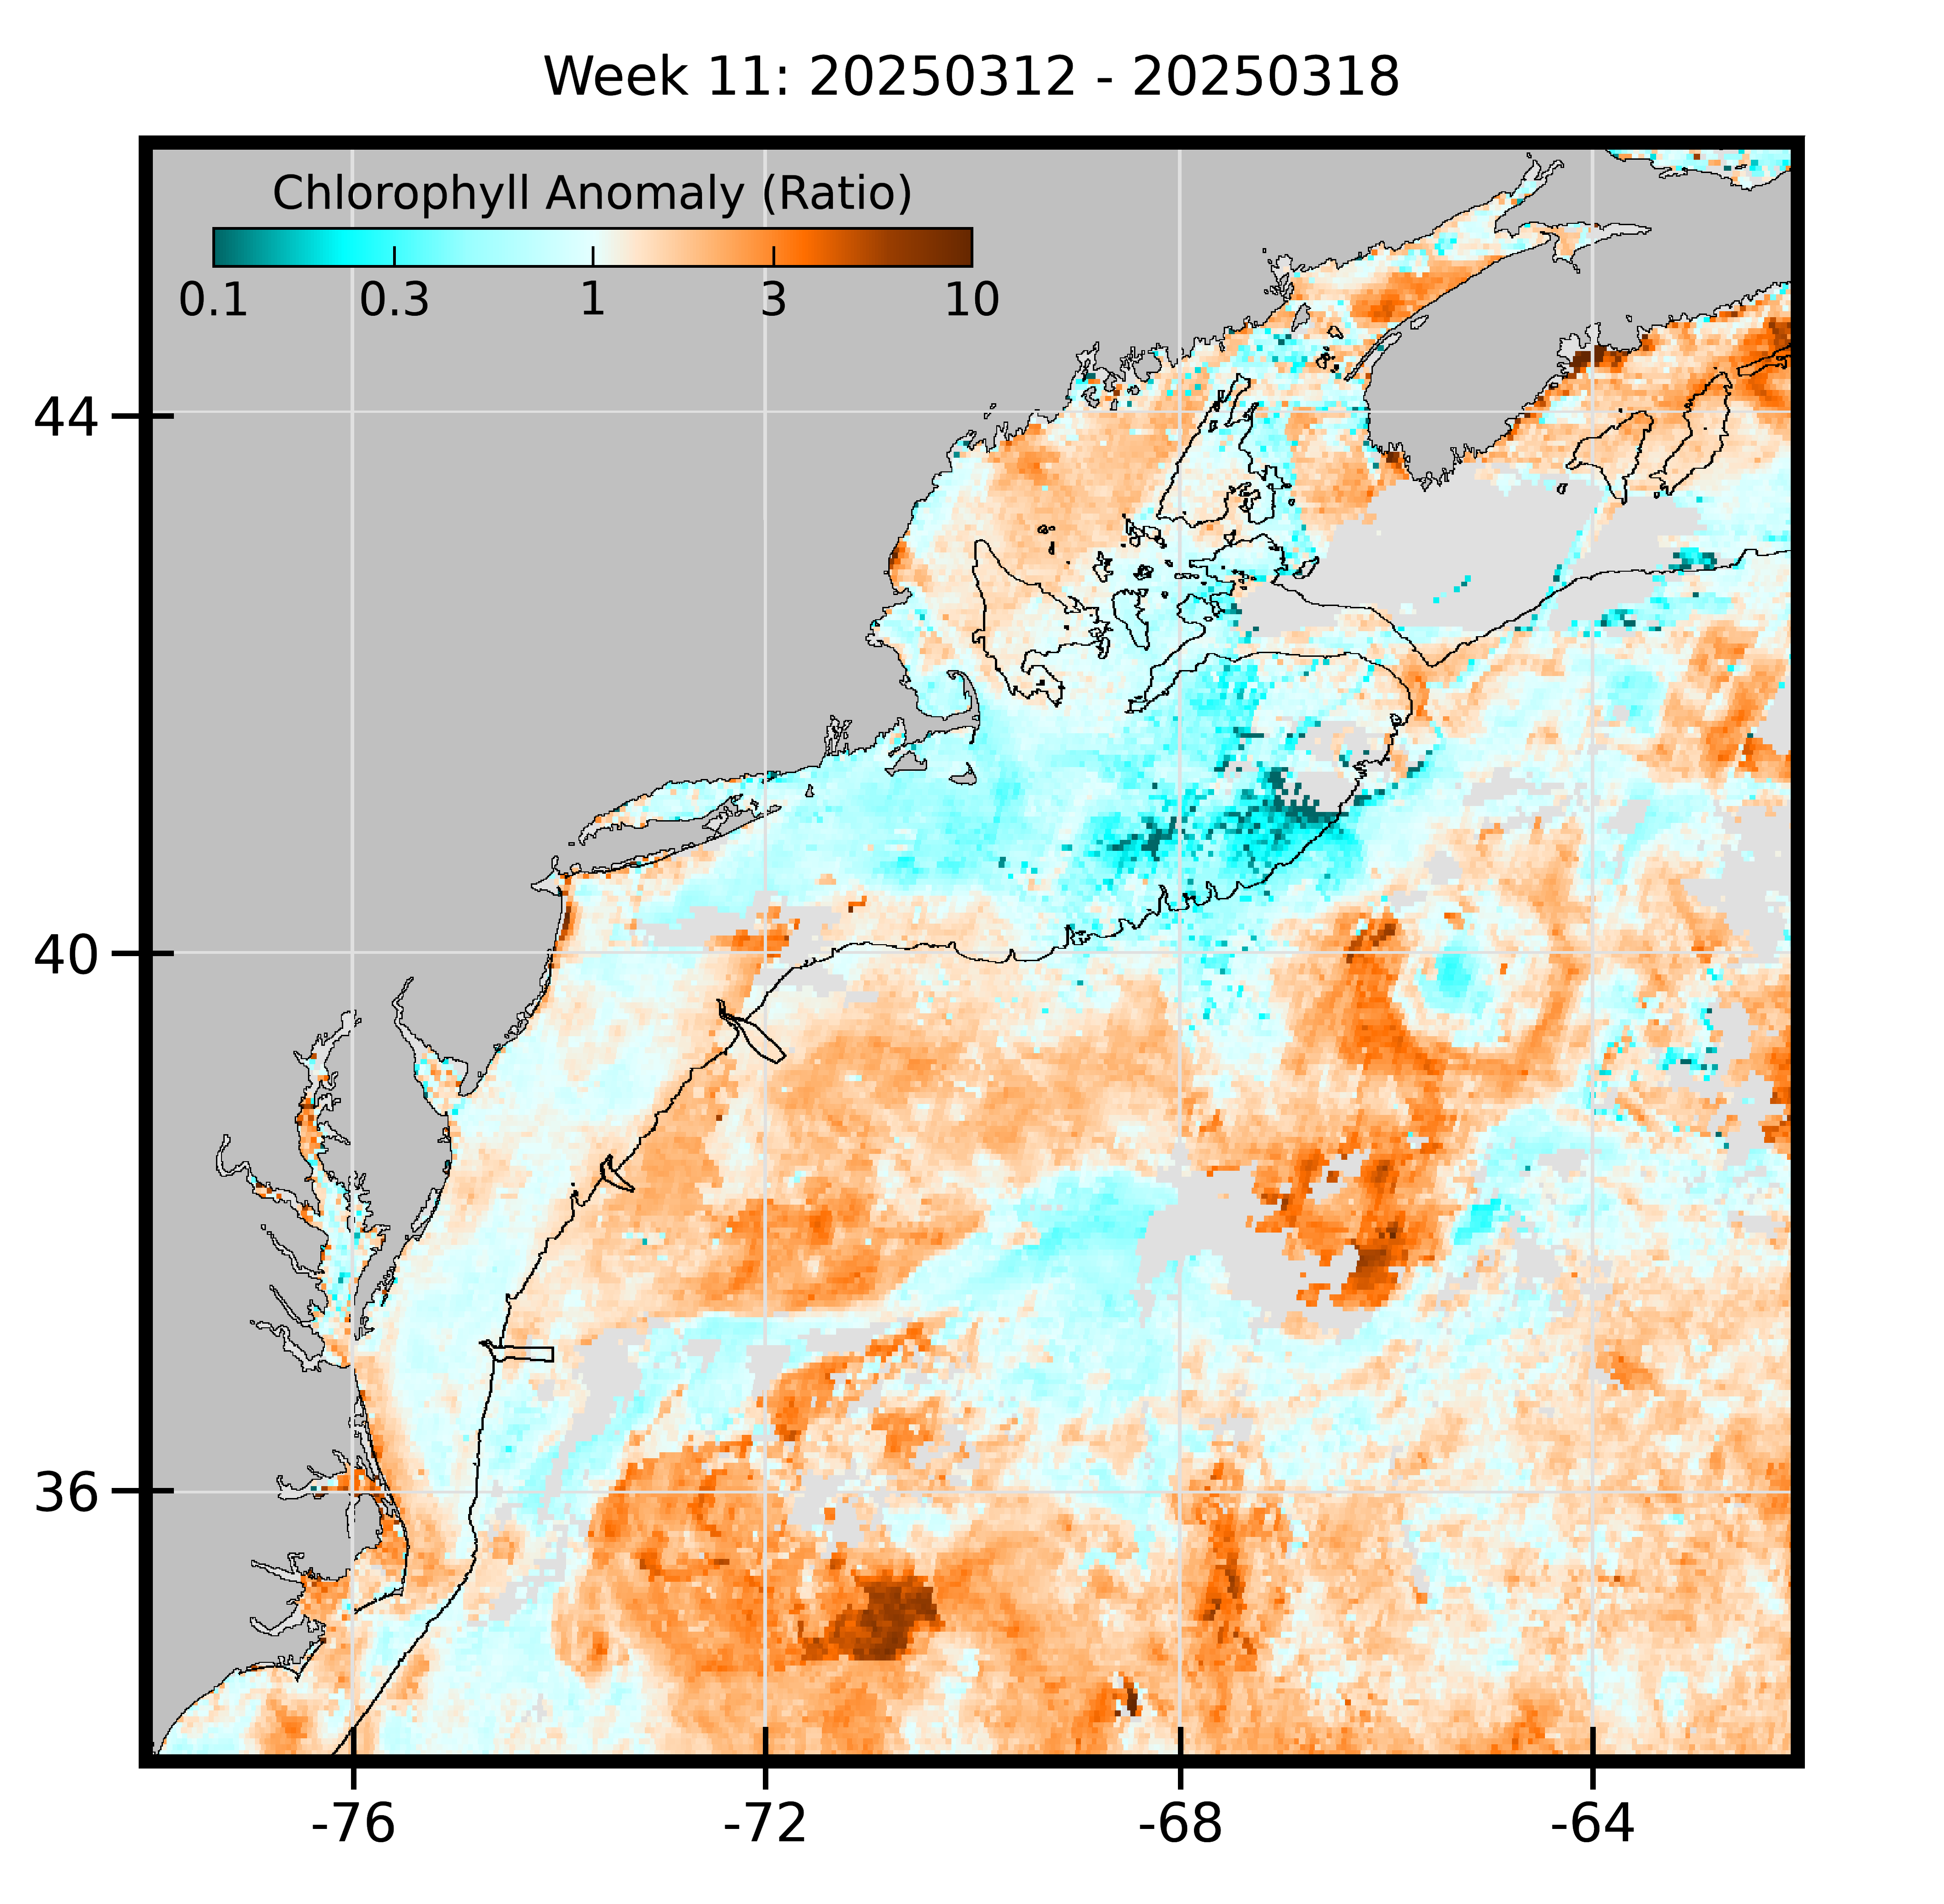 Week 11: 20250312 - 20250318
Chlorophyll Anomaly (Ratio)
0.1 0.3 1 3 10
44
40
36
-76 -72 -68 -64